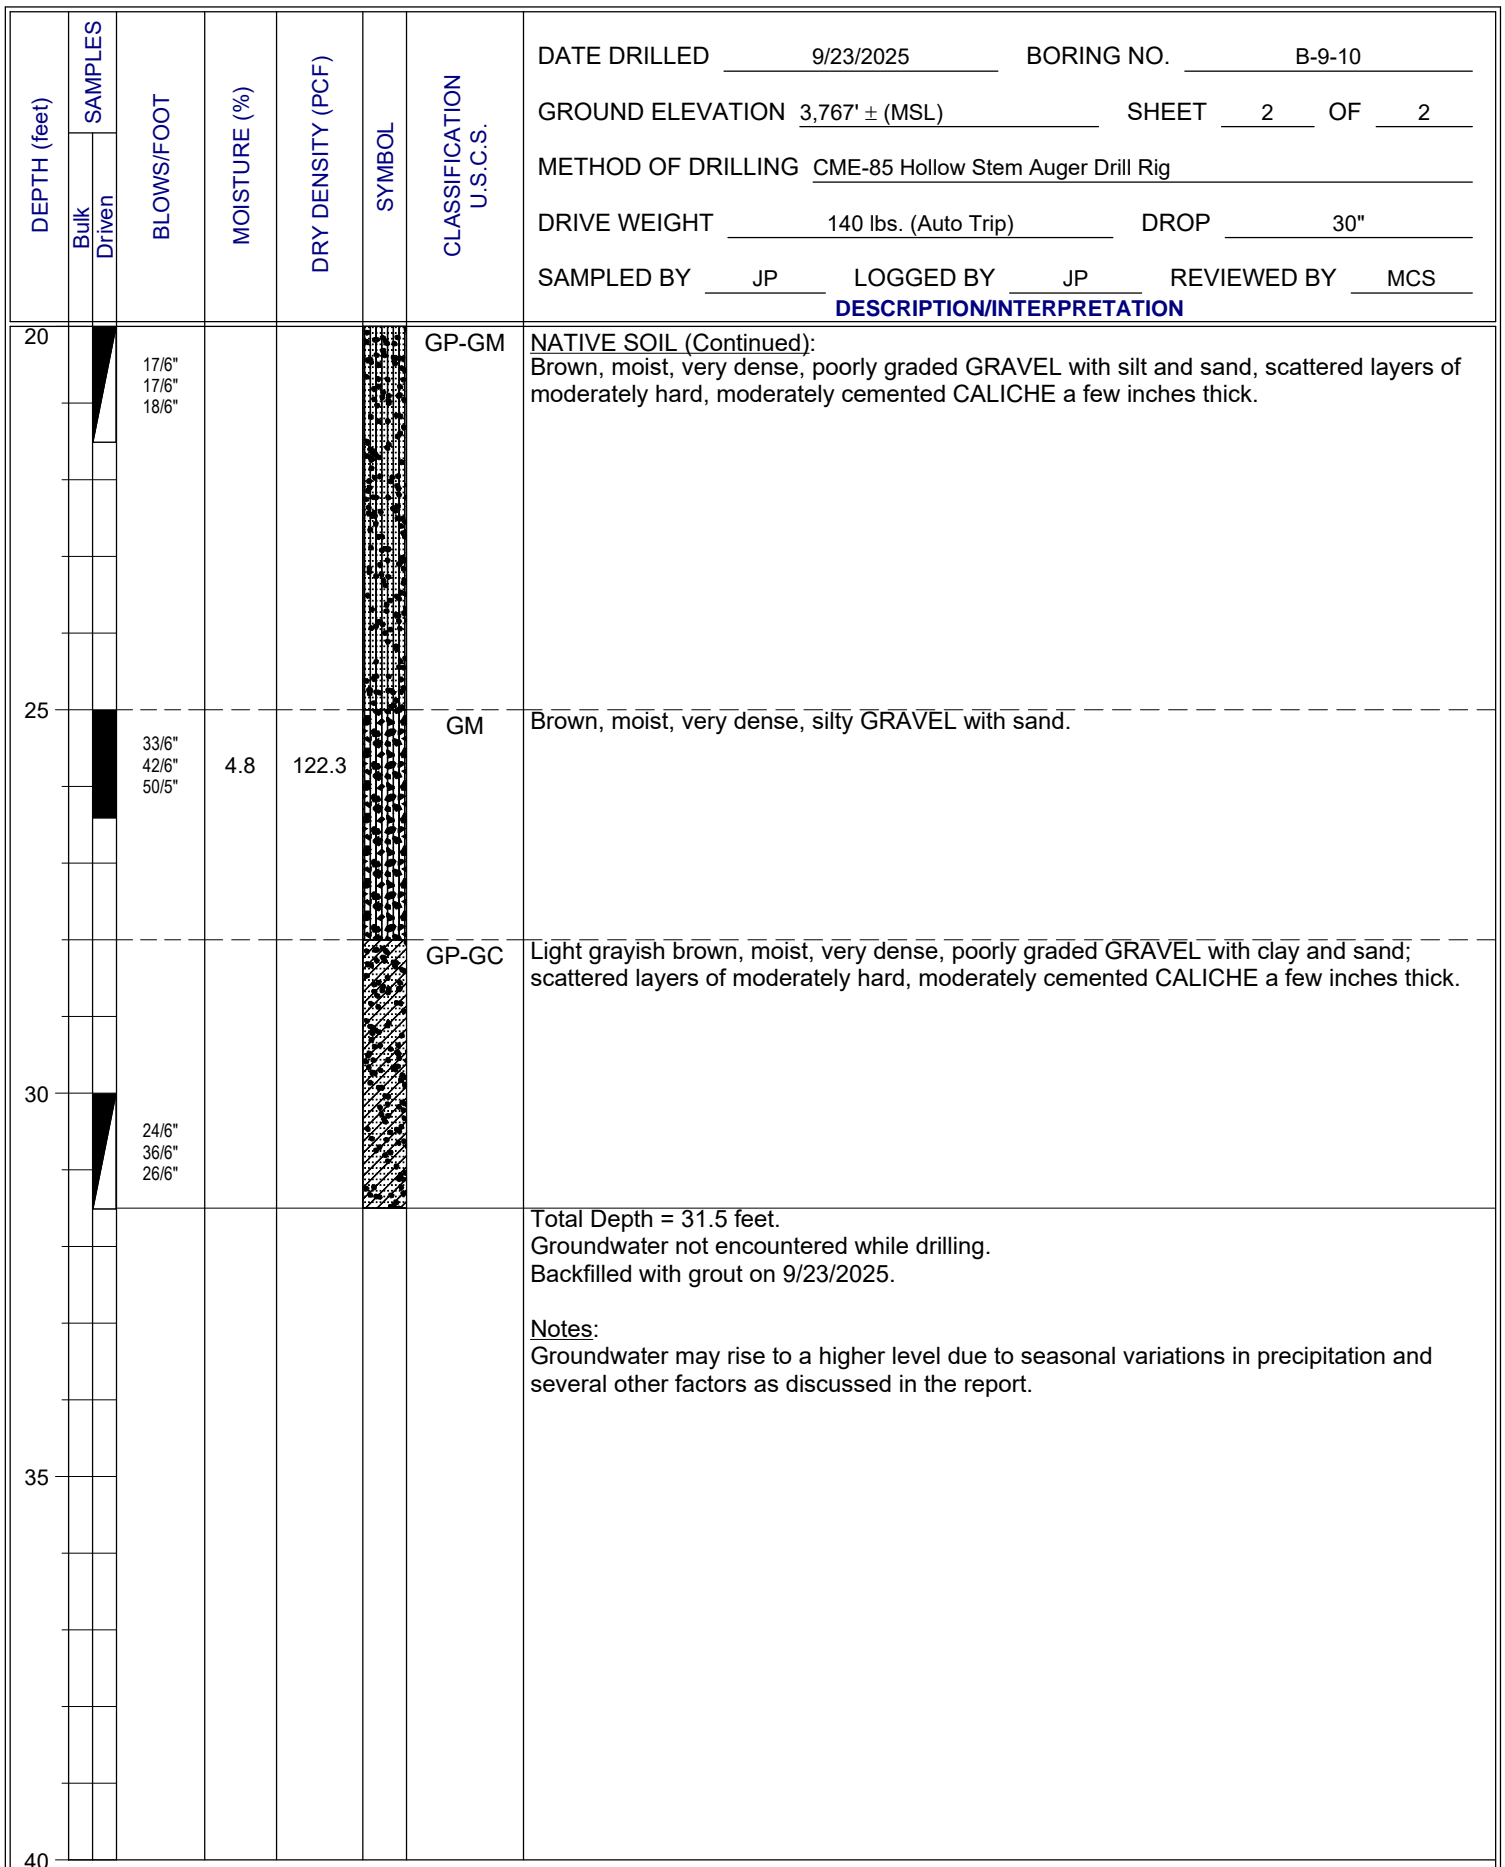 DEPTH (feet)
SAMPLES
Bulk
Driven
BLOWS/FOOT
MOISTURE (%)
DRY DENSITY (PCF)
SYMBOL
CLASSIFICATION
U.S.C.S.
DATE DRILLED 9/23/2025 BORING NO. B-9-10
GROUND ELEVATION 3,767' ± (MSL) SHEET 2 OF 2
METHOD OF DRILLING CME-85 Hollow Stem Auger Drill Rig
DRIVE WEIGHT 140 lbs. (Auto Trip) DROP 30"
SAMPLED BY JP LOGGED BY JP REVIEWED BY MCS
DESCRIPTION/INTERPRETATION
20
17/6"
17/6"
18/6"
GP-GM
NATIVE SOIL (Continued):
Brown, moist, very dense, poorly graded GRAVEL with silt and sand, scattered layers of
moderately hard, moderately cemented CALICHE a few inches thick.
25
33/6"
42/6"
50/5"
4.8
122.3
GM
Brown, moist, very dense, silty GRAVEL with sand.
GP-GC
Light grayish brown, moist, very dense, poorly graded GRAVEL with clay and sand;
scattered layers of moderately hard, moderately cemented CALICHE a few inches thick.
30
24/6"
36/6"
26/6"
Total Depth = 31.5 feet.
Groundwater not encountered while drilling.
Backfilled with grout on 9/23/2025.
Notes:
Groundwater may rise to a higher level due to seasonal variations in precipitation and
several other factors as discussed in the report.
35
40